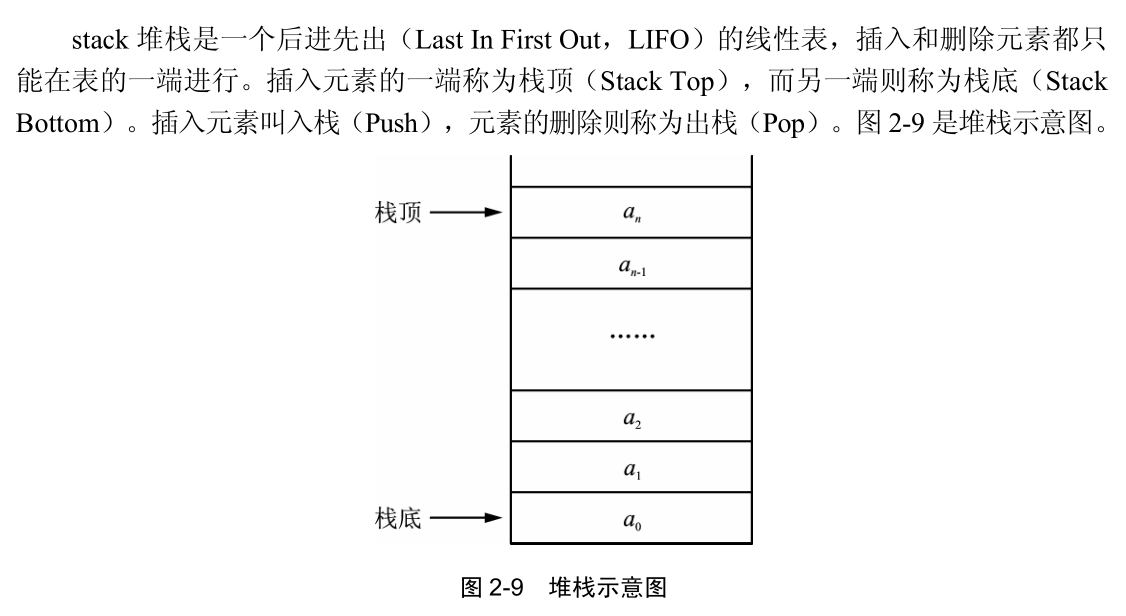 stack 堆栈是一个后进先出（Last In First Out，LIFO）的线性表，插入和删除元素都只
能在表的一端进行。插入元素的一端称为栈顶（Stack Top），而另一端则称为栈底（Stack
Bottom）。插入元素叫入栈（Push），元素的删除则称为出栈（Pop）。图 2-9 是堆栈示意图。
栈顶
aₙ
aₙ₋₁
……
a₂
a₁
栈底
a₀
图 2-9 堆栈示意图